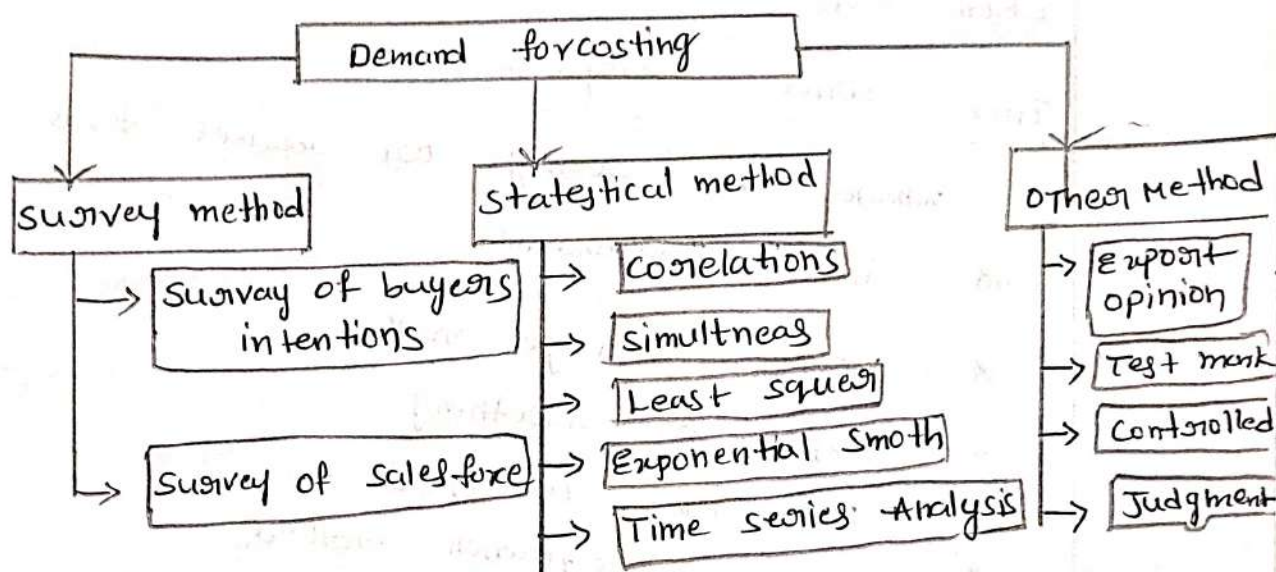 Demand forcosting
Survey method
Statestical method
Other Method
Survay of buyers
intentions
Survey of salesforce
Corelations
simultneas
Least squear
Exponential Smoth
Time series Analysis
Export
opinion
Test mark
Controlled
Judgment